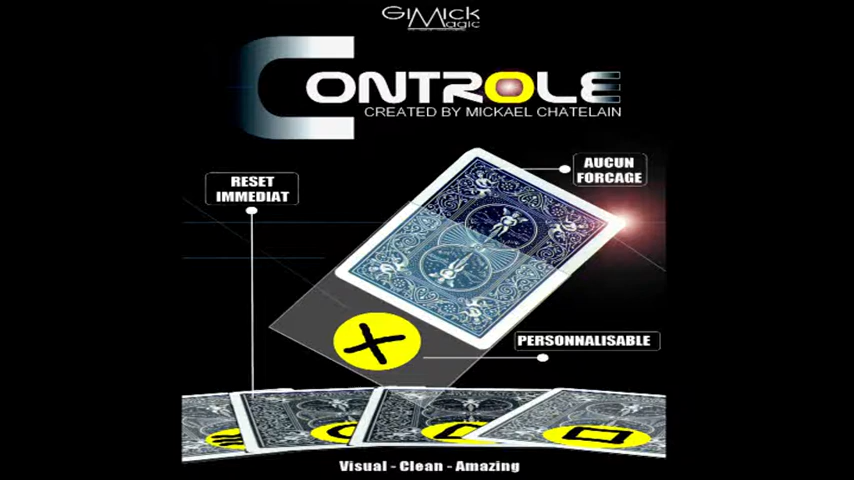 GiMick
Magic
CONTROLE
CREATED BY MICKAEL CHATELAIN
AUCUN
FORCAGE
RESET
IMMEDIAT
PERSONNALISABLE
Visual - Clean - Amazing